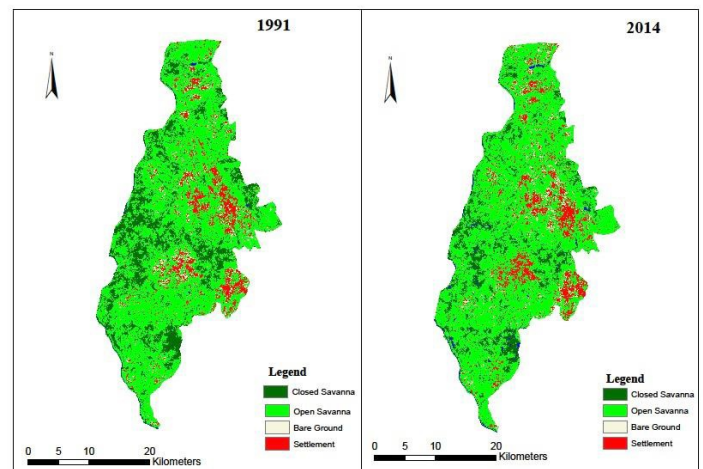 1991
N
Legend
Closed Savanna
Open Savanna
Bare Ground
Settlement
0 5 10 20
Kilometers
2014
N
Legend
Closed Savanna
Open Savanna
Bare Ground
Settlement
0 5 10 20
Kilometers